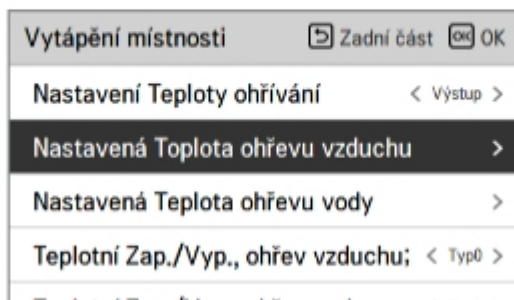 Vytápění místnosti Zadní část OK OK
Nastavení Teploty ohřívání < Výstup >
Nastavená Toplota ohřevu vzduchu >
Nastavená Teplota ohřevu vody >
Teplotní Zap./Vyp., ohřev vzduchu; < Typ0 >